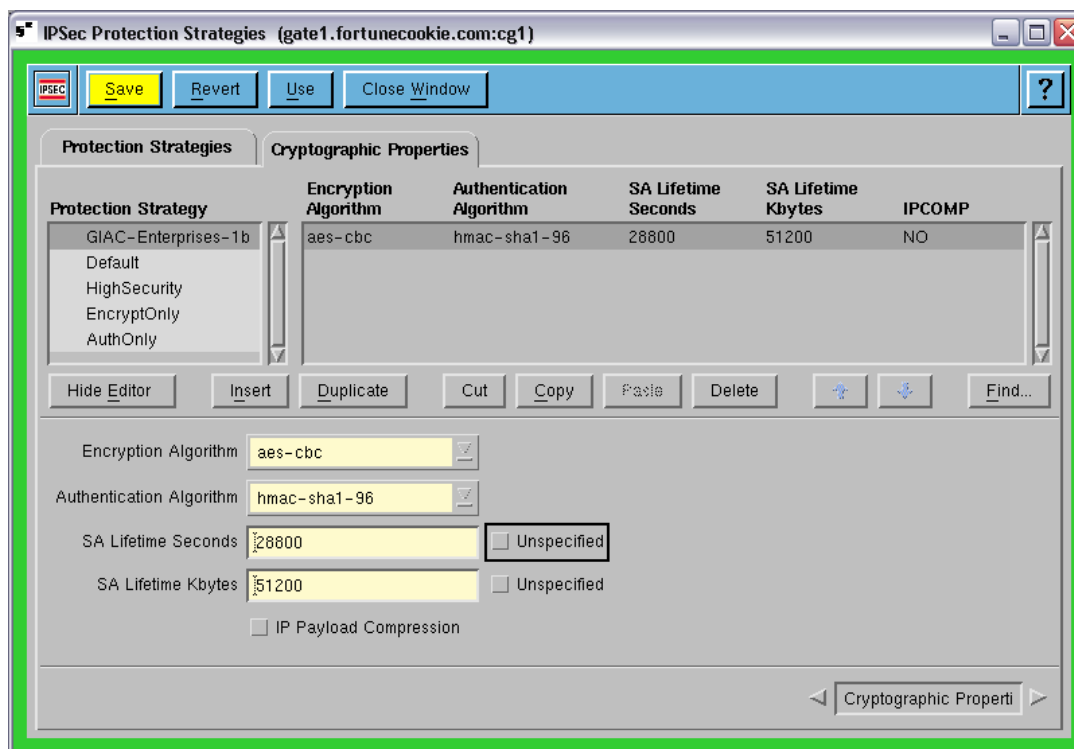 IPSec Protection Strategies (gate1.fortunecookie.com:cg1)
IPSEC Save Revert Use Close Window ?
Protection Strategies Cryptographic Properties
Protection Strategy Encryption Algorithm Authentication Algorithm SA Lifetime Seconds SA Lifetime Kbytes IPCOMP
GIAC-Enterprises-1b aes-cbc hmac-sha1-96 28800 51200 NO
Default
HighSecurity
EncryptOnly
AuthOnly
Hide Editor Insert Duplicate Cut Copy Paste Delete Find...
Encryption Algorithm aes-cbc
Authentication Algorithm hmac-sha1-96
SA Lifetime Seconds 28800 Unspecified
SA Lifetime Kbytes 51200 Unspecified
IP Payload Compression
Cryptographic Properti